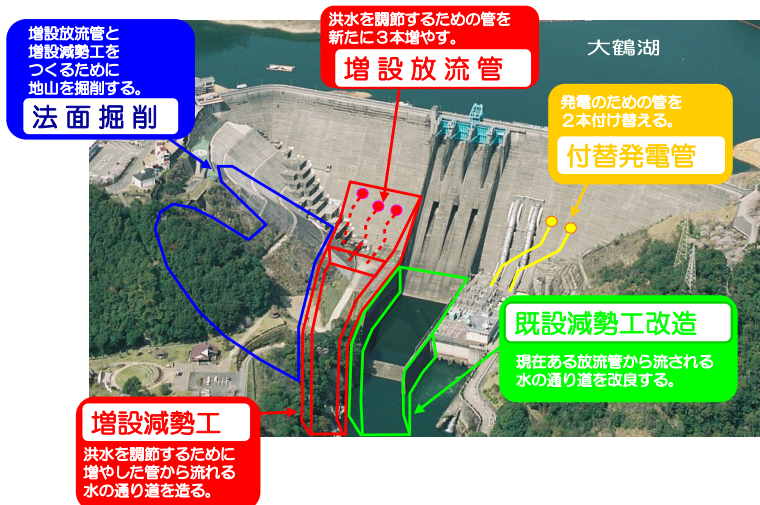 増設放流管と
増設減勢工を
つくるために
地山を掘削する。
法面掘削
洪水を調節するための管を
新たに３本増やす。
増設放流管
大鶴湖
発電のための管を
２本付け替える。
付替発電管
既設減勢工改造
現在ある放流管から流される
水の通り道を改良する。
増設減勢工
洪水を調節するために
増やした管から流れる
水の通り道を造る。